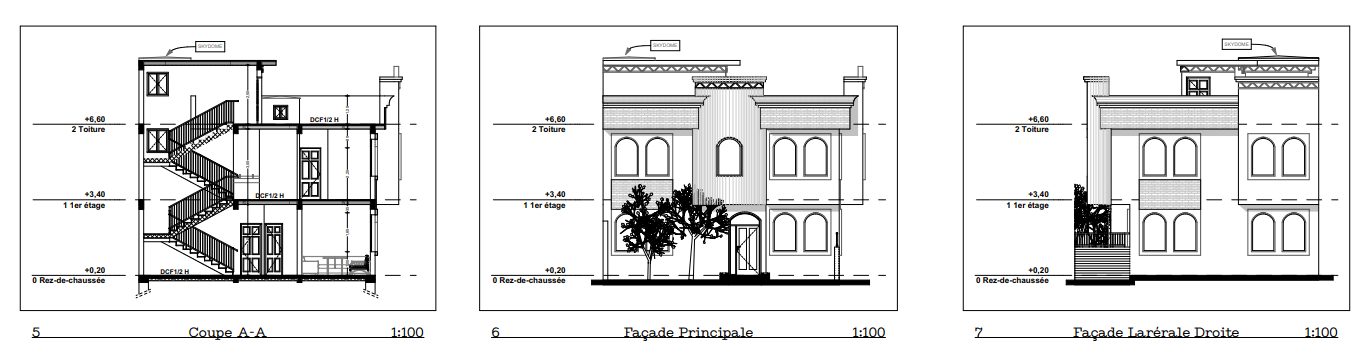 SKYDOME
+6,60
2 Toiture
DCF1/2 H
+3,40
1 1er étage
DCF1/2 H
+0,20
0 Rez-de-chaussée
DCF1/2 H
5 Coupe A-A 1:100
SKYDOME
+6,60
2 Toiture
+3,40
1 1er étage
+0,20
0 Rez-de-chaussée
6 Façade Principale 1:100
SKYDOME
+6,60
2 Toiture
+3,40
1 1er étage
+0,20
0 Rez-de-chaussée
7 Façade Larérale Droite 1:100